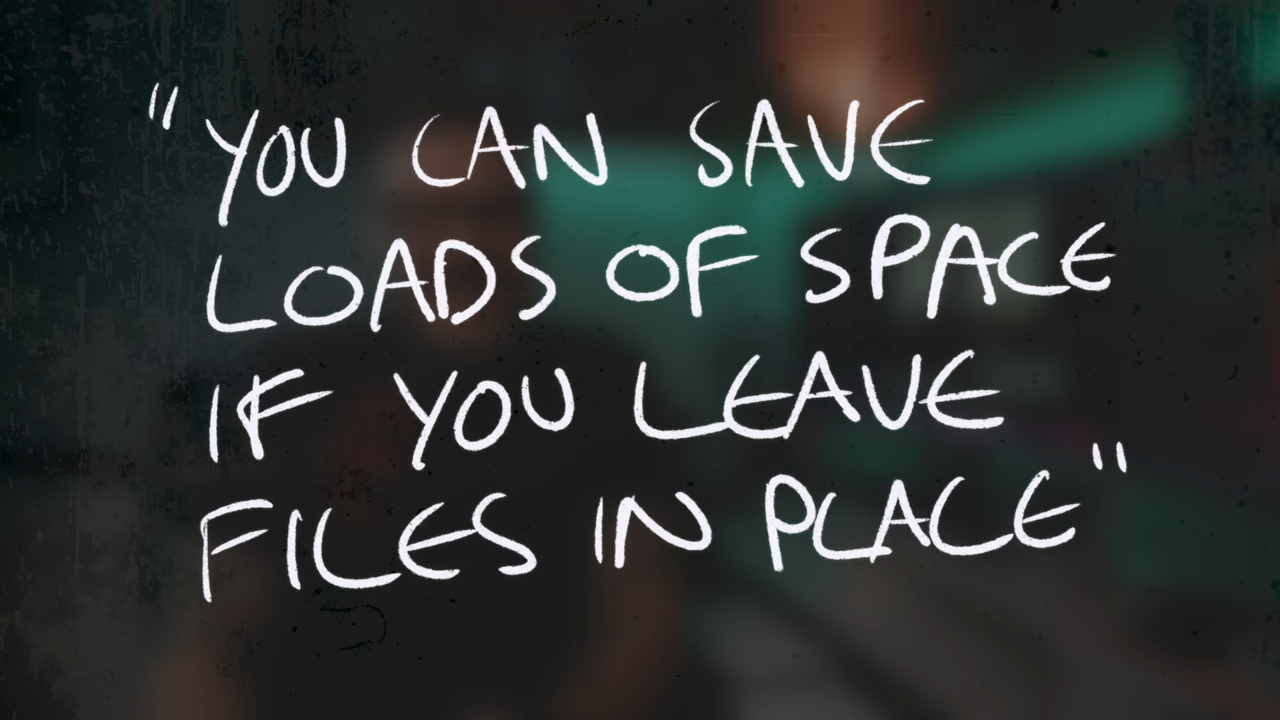 "YOU CAN SAVE
LOADS OF SPACE
IF YOU LEAVE
FILES IN PLACE"